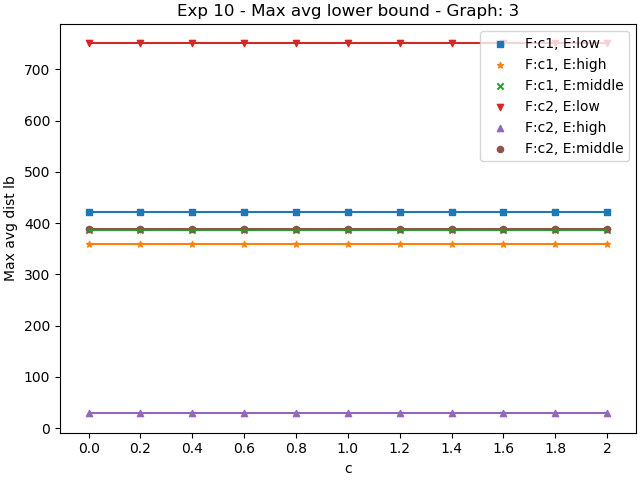 Exp 10 - Max avg lower bound - Graph: 3
F:c1, E:low
F:c1, E:high
F:c1, E:middle
F:c2, E:low
F:c2, E:high
F:c2, E:middle
Max avg dist lb
700
600
500
400
300
200
100
0
0.0 0.2 0.4 0.6 0.8 1.0 1.2 1.4 1.6 1.8 2
c